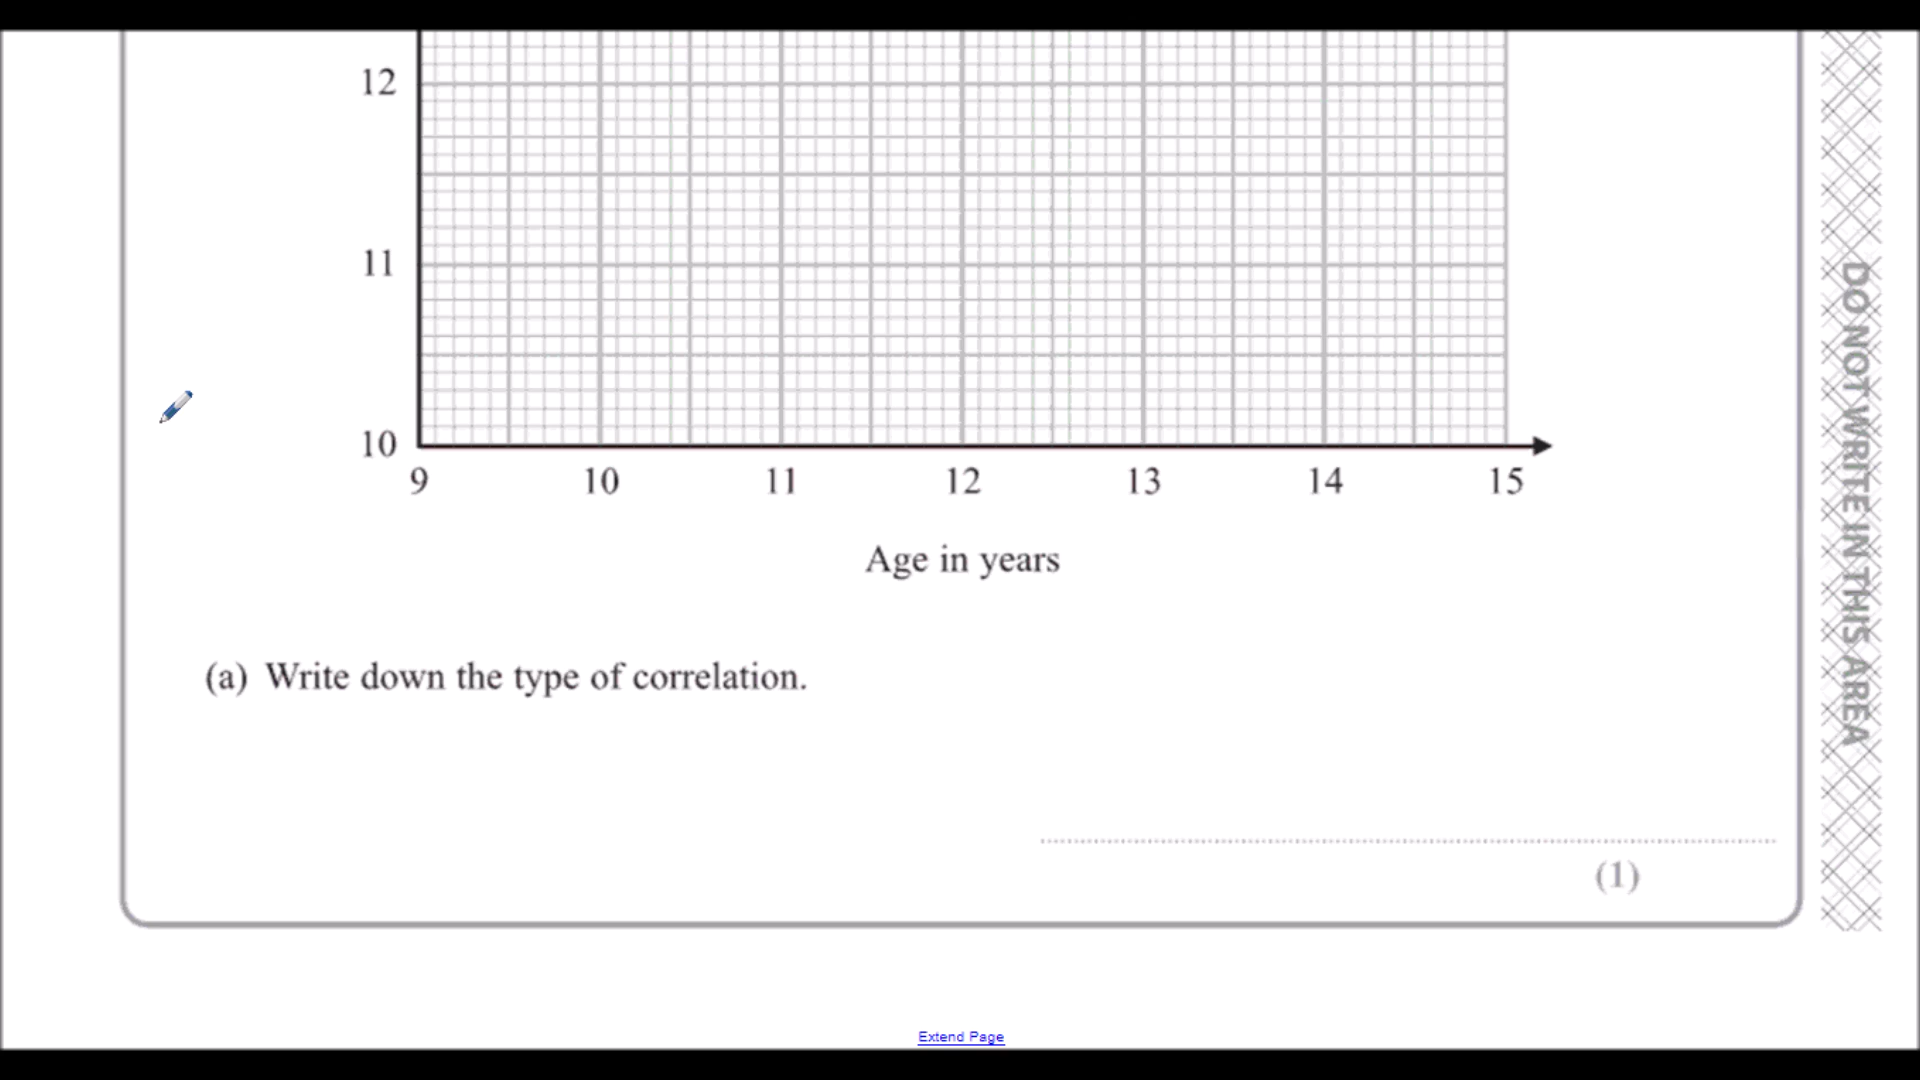 12
11
10
9 10 11 12 13 14 15
Age in years
(a) Write down the type of correlation.
(1)
DO NOT WRITE IN THIS AREA
Extend Page